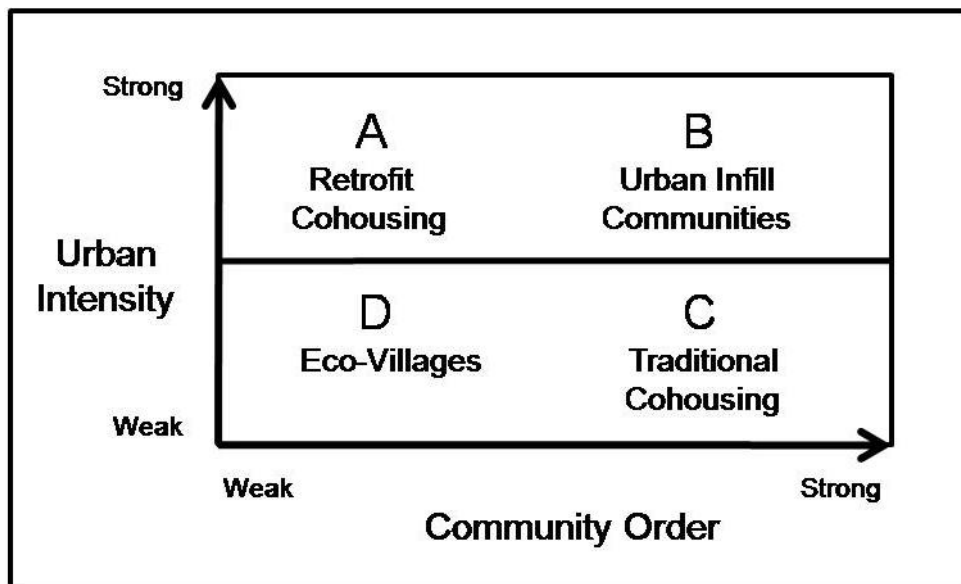 Strong
A
B
Retrofit
Cohousing
Urban Infill
Communities
Urban
Intensity
D
C
Eco-Villages
Traditional
Cohousing
Weak
Weak
Strong
Community Order